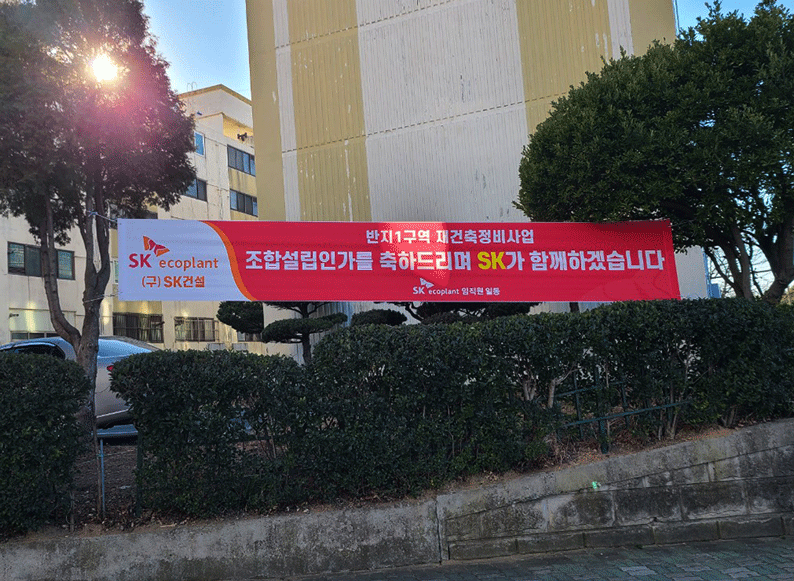 SK ecoplant
(구) SK건설
반지1구역 재건축정비사업
조합설립인가를 축하드리며 SK가 함께하겠습니다
SK ecoplant 임직원 일동